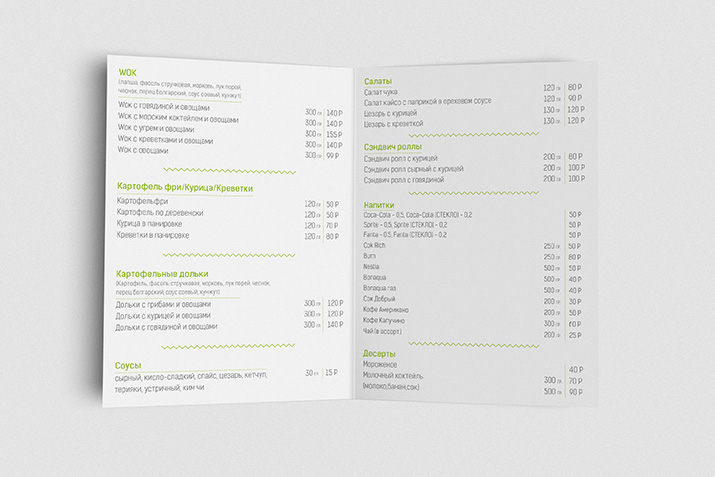 WOK
(лапша, фасоль стручковая, морковь, лук порей,
чеснок, перец болгарский, соус соевый, кунжут)
Wok с говядиной и овощами 300 гр 140 Р
Wok с морским коктейлем и овощами 300 гр 140 Р
Wok с угрем и овощами 300 гр 155 Р
Wok с креветками и овощами 300 гр 140 Р
Wok с овощами 300 гр 99 Р
Картофель фри/Курица/Креветки
Картофельфри 120 гр 50 Р
Картофель по деревенски 120 гр 50 Р
Курица в панировке 120 гр 70 Р
Креветки в панировке 120 гр 80 Р
Картофельные дольки
(Картофель, фасоль стручковая, морковь, лук порей, чеснок,
перец болгарский, соус соевый, кунжут)
Дольки с грибами и овощами 300 гр 120 Р
Дольки с курицей и овощами 300 гр 120 Р
Дольки с говядиной и овощами 300 гр 140 Р
Соусы
сырный, кисло-сладкий, спайс, цезарь, кетчуп, 30 гр 15 Р
терияки, устричный, ким чи
Салаты
Салат чука 120 гр 80 Р
Салат кайсо с паприкой в ореховом соусе 120 гр 90 Р
Цезарь с курицей 130 гр 120 Р
Цезарь с креветкой 130 гр 120 Р
Сэндвич роллы
Сэндвич ролл с курицей 200 гр 80 Р
Сэндвич ролл сырный с курицей 200 гр 100 Р
Сэндвич ролл с говядиной 200 гр 100 Р
Напитки
Coca-Cola - 0,5, Coca-Cola (СТЕКЛО) - 0,2 50 Р
Sprite - 0,5, Sprite (СТЕКЛО) - 0,2 50 Р
Fanta - 0,5, Fanta (СТЕКЛО) - 0,2 50 Р
Сок Rich 250 гр 50 Р
Burn 250 гр 80 Р
Nestia 500 гр 50 Р
Bonaqua 500 гр 40 Р
Bonaqua газ 500 гр 40 Р
Сок Добрый 200 гр 30 Р
Кофе Американо 200 гр 50 Р
Кофе Капучино 300 гр 60 Р
Чай (в ассорт.) 200 гр 25 Р
Десерты
Мороженое 40 Р
Молочный коктейль 300 гр 70 Р
(молоко,банан,сок) 500 гр 90 Р